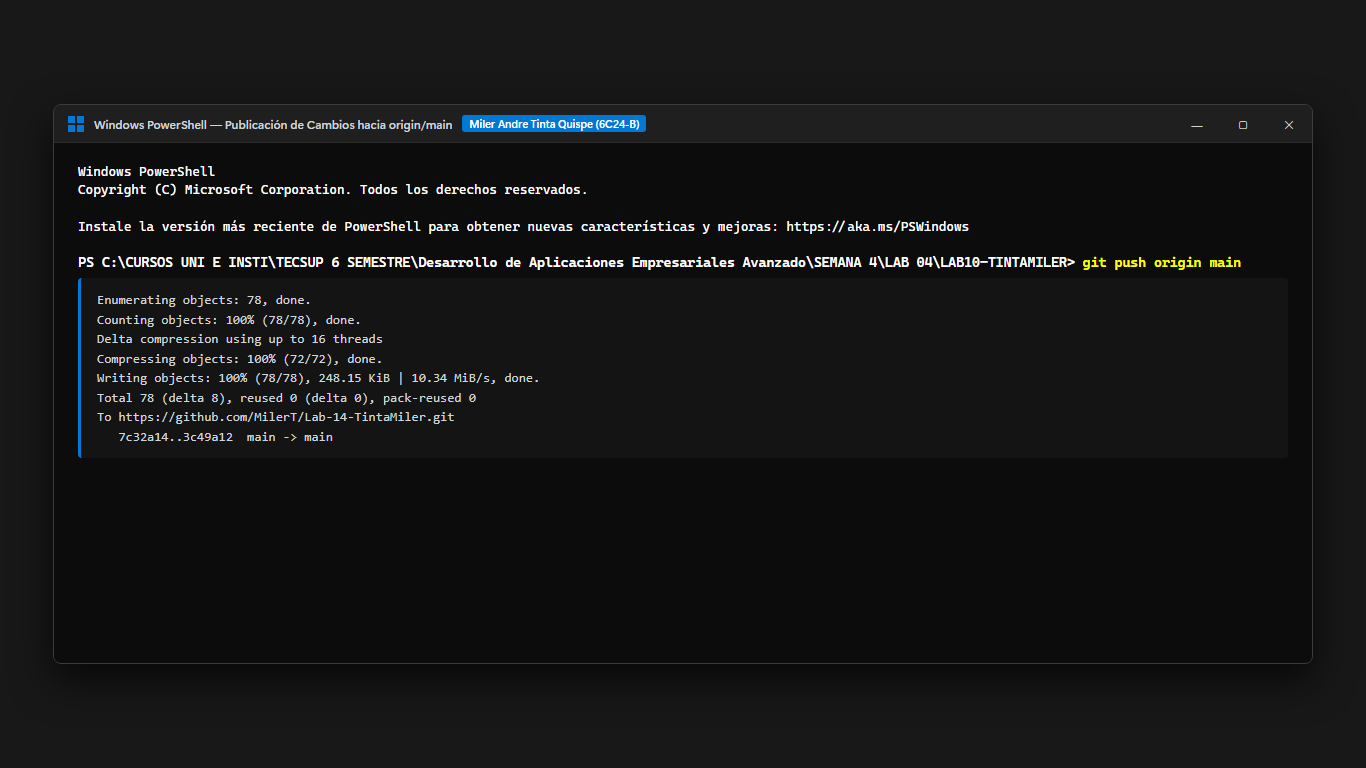 Windows PowerShell — Publicación de Cambios hacia origin/main Miler Andre Tinta Quispe (6C24-B)
Windows PowerShell
Copyright (C) Microsoft Corporation. Todos los derechos reservados.
Instale la versión más reciente de PowerShell para obtener nuevas características y mejoras: https://aka.ms/PSWindows
PS C:\CURSOS UNI E INSTI\TECSUP 6 SEMESTRE\Desarrollo de Aplicaciones Empresariales Avanzado\SEMANA 4\LAB 04\LAB10-TINTAMILER> git push origin main
Enumerating objects: 78, done.
Counting objects: 100% (78/78), done.
Delta compression using up to 16 threads
Compressing objects: 100% (72/72), done.
Writing objects: 100% (78/78), 248.15 KiB | 10.34 MiB/s, done.
Total 78 (delta 8), reused 0 (delta 0), pack-reused 0
To https://github.com/MilerT/Lab-14-TintaMiler.git
7c32a14..3c49a12  main -> main